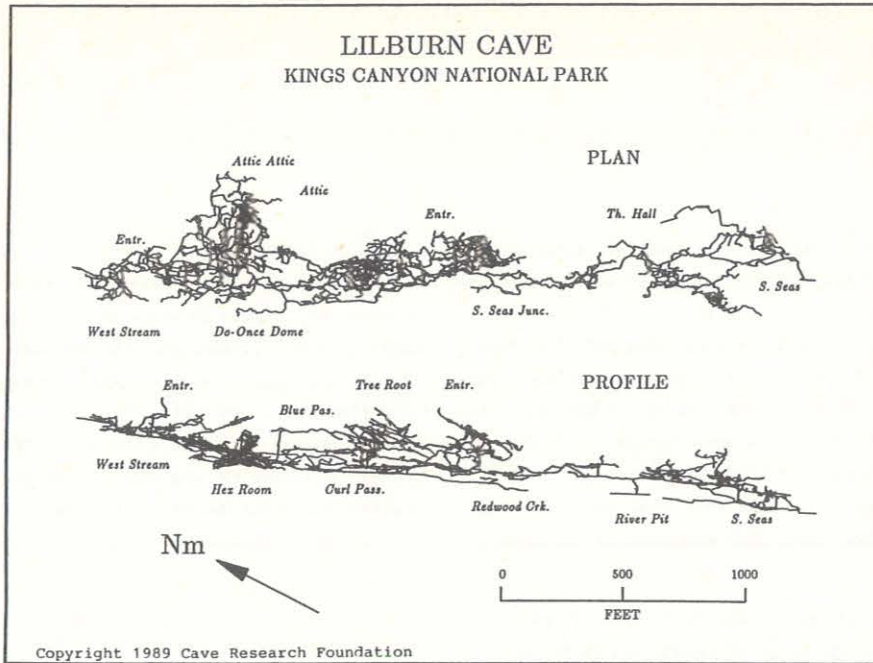 LILBURN CAVE
KINGS CANYON NATIONAL PARK
PLAN
Attic Attic
Attic
Entr.
Entr.
Th. Hall
West Stream
Do-Once Dome
S. Seas Junc.
S. Seas
PROFILE
Entr.
Blue Pas.
Tree Root
Entr.
West Stream
Hex Room
Curl Pass.
Redwood Crk.
River Pit
S. Seas
Nm
0 500 1000
FEET
Copyright 1989 Cave Research Foundation